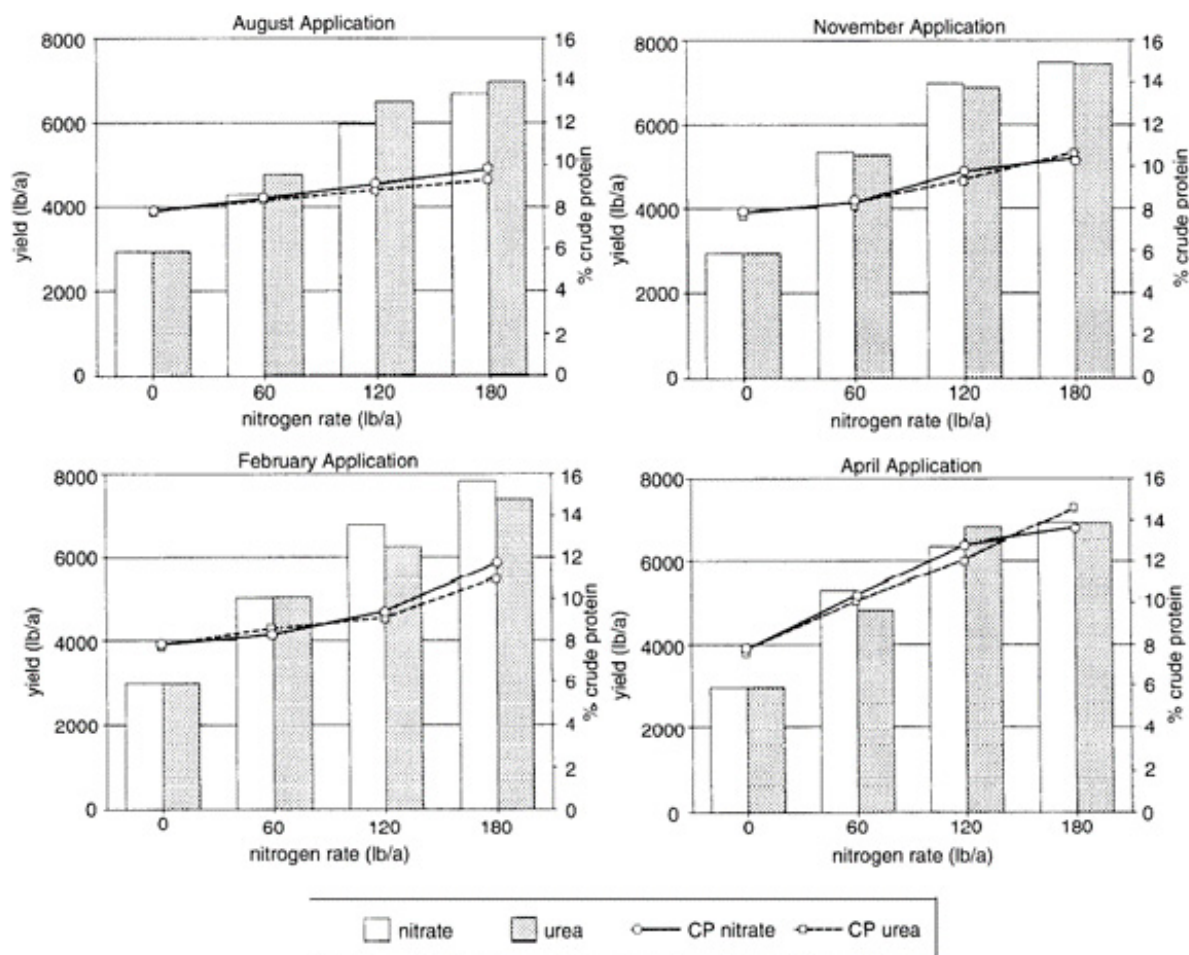 August Application
8000
6000
4000
2000
0
yield (lb/a)
16
14
12
10
8
6
4
2
0
% crude protein
0 60 120 180
nitrogen rate (lb/a)
November Application
8000
6000
4000
2000
0
yield (lb/a)
16
14
12
10
8
6
4
2
0
% crude protein
0 60 120 180
nitrogen rate (lb/a)
February Application
8000
6000
4000
2000
0
yield (lb/a)
16
14
12
10
8
6
4
2
0
% crude protein
0 60 120 180
nitrogen rate (lb/a)
April Application
8000
6000
4000
2000
0
yield (lb/a)
16
14
12
10
8
6
4
2
0
% crude protein
0 60 120 180
nitrogen rate (lb/a)
nitrate urea CP nitrate CP urea